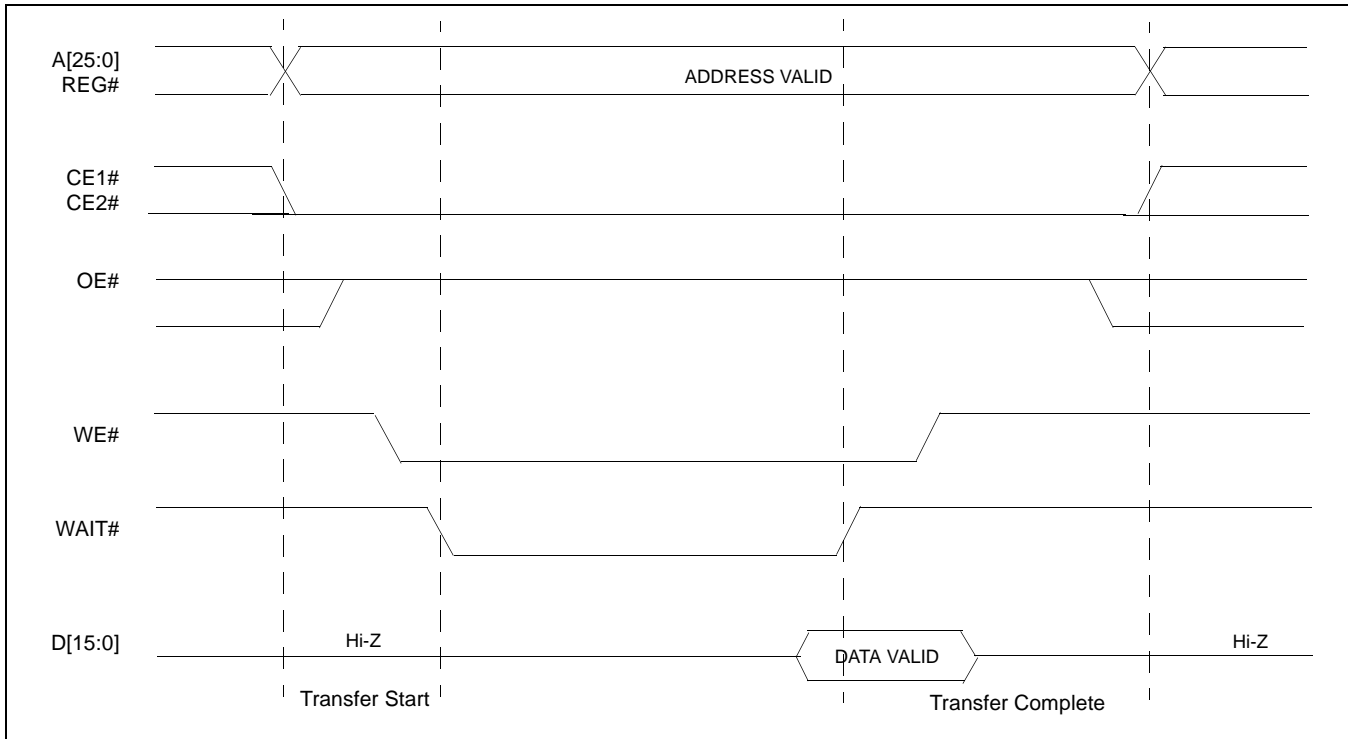 A[25:0]
REG#
ADDRESS VALID
CE1#
CE2#
OE#
WE#
WAIT#
D[15:0]
Hi-Z
DATA VALID
Hi-Z
Transfer Start
Transfer Complete